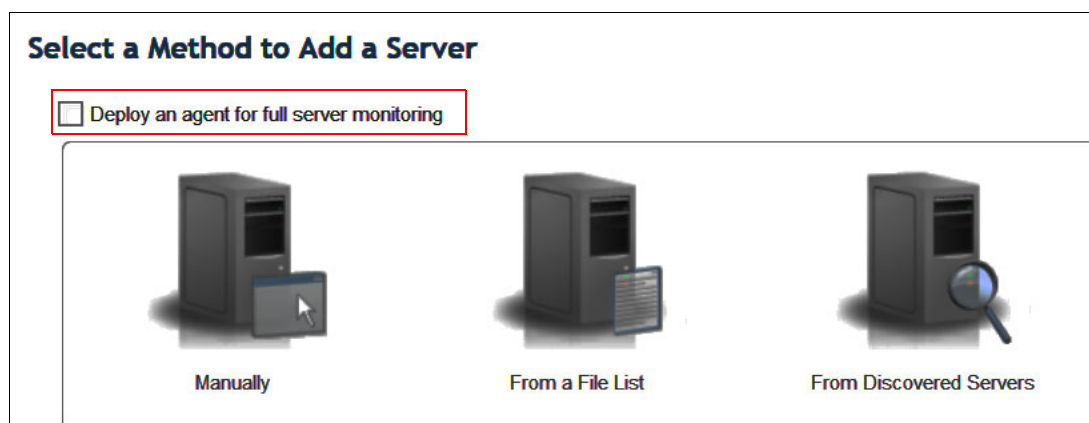 Select a Method to Add a Server
Deploy an agent for full server monitoring
Manually
From a File List
From Discovered Servers